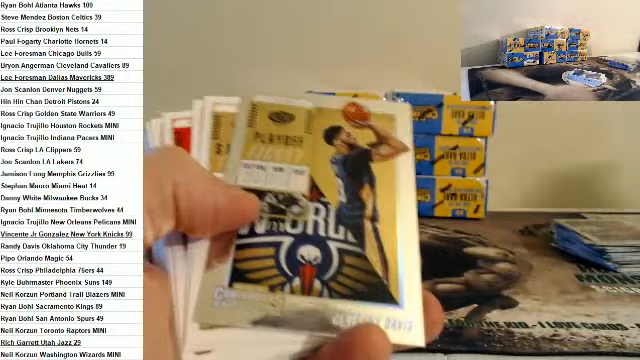 Ryan Bohl Atlanta Hawks 109
Steve Mendez Boston Celtics 39
Ross Crisp Brooklyn Nets 14
Paul Fogarty Charlotte Hornets 14
Lee Foresman Chicago Bulls 59
Bryon Angerman Cleveland Cavaliers 89
Lee Foresman Dallas Mavericks 389
Jon Scanlon Denver Nuggets 59
Hin Hin Chan Detroit Pistons 24
Ross Crisp Golden State Warriors 49
Ignacio Trujillo Houston Rockets MINI
Ignacio Trujillo Indiana Pacers MINI
Ross Crisp LA Clippers 59
Jon Scanlon LA Lakers 74
Jamison Long Memphis Grizzlies 99
Stephan Mauro Miami Heat 14
Danny White Milwaukee Bucks 34
Ryan Bohl Minnesota Timberwolves 44
Ignacio Trujillo New Orleans Pelicans MINI
Vincente Jr Gonzalez New York Knicks 99
Randy Davis Oklahoma City Thunder 19
Pipo Orlando Magic 54
Ross Crisp Philadelphia 76ers 44
Kyle Buhrmaster Phoenix Suns 149
Neil Korzun Portland Trail Blazers MINI
Ryan Bohl Sacramento Kings 89
Ryan Bohl San Antonio Spurs 49
Neil Korzun Toronto Raptors MINI
Rich Garrett Utah Jazz 29
Neil Korzun Washington Wizards MINI
PLAYOFF